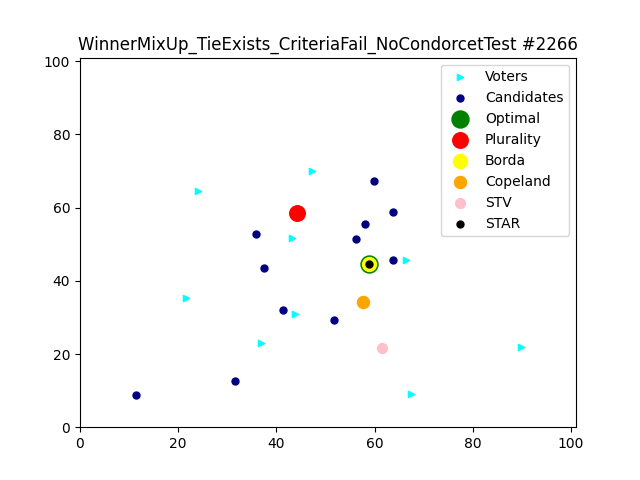 WinnerMixUp_TieExists_CriteriaFail_NoCondorcetTest #2266
100
80
60
40
20
0
0 20 40 60 80 100
Voters
Candidates
Optimal
Plurality
Borda
Copeland
STV
STAR